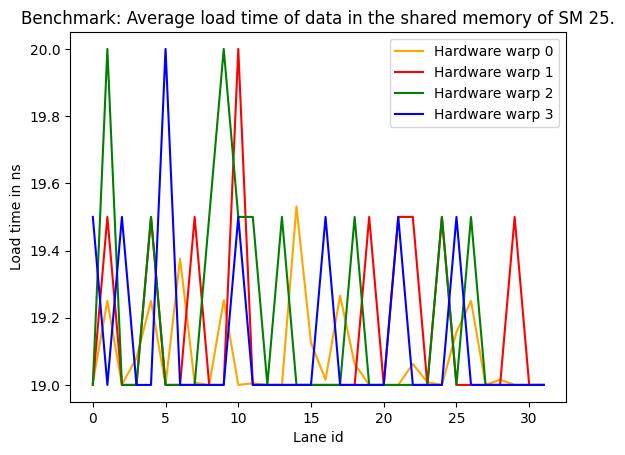 Benchmark: Average load time of data in the shared memory of SM 25.
Hardware warp 0
Hardware warp 1
Hardware warp 2
Hardware warp 3
Load time in ns
20.0
19.8
19.6
19.4
19.2
19.0
0 5 10 15 20 25 30
Lane id